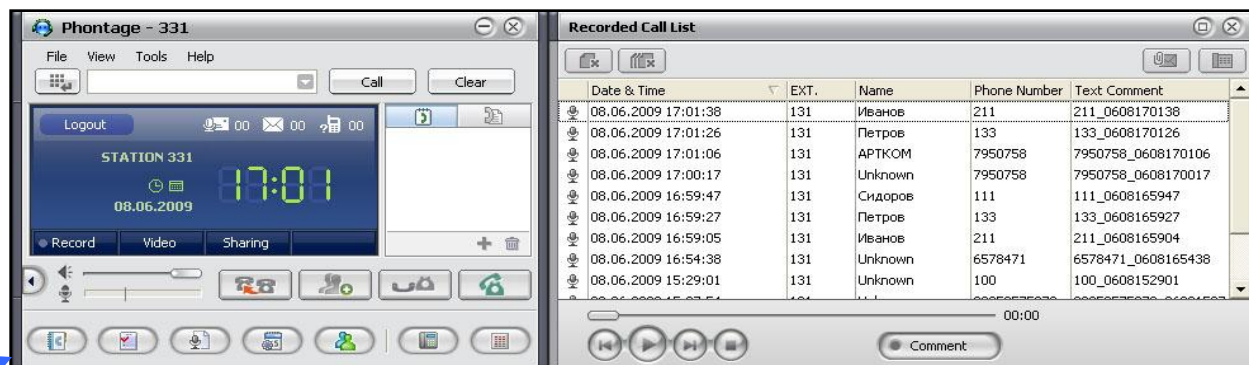 Phontage - 331
File View Tools Help
Call Clear
Logout 00 00 00
STATION 331
17:01
08.06.2009
Record Video Sharing
Recorded Call List
Date & Time EXT. Name Phone Number Text Comment
08.06.2009 17:01:38 131 Иванов 211 211_0608170138
08.06.2009 17:01:26 131 Петров 133 133_0608170126
08.06.2009 17:01:06 131 АРТКОМ 7950758 7950758_0608170106
08.06.2009 17:00:17 131 Unknown 7950758 7950758_0608170017
08.06.2009 16:59:47 131 Сидоров 111 111_0608165947
08.06.2009 16:59:27 131 Петров 133 133_0608165927
08.06.2009 16:59:05 131 Иванов 211 211_0608165904
08.06.2009 16:54:38 131 Unknown 6578471 6578471_0608165438
08.06.2009 15:29:01 131 Unknown 100 100_0608152901
00:00
Comment